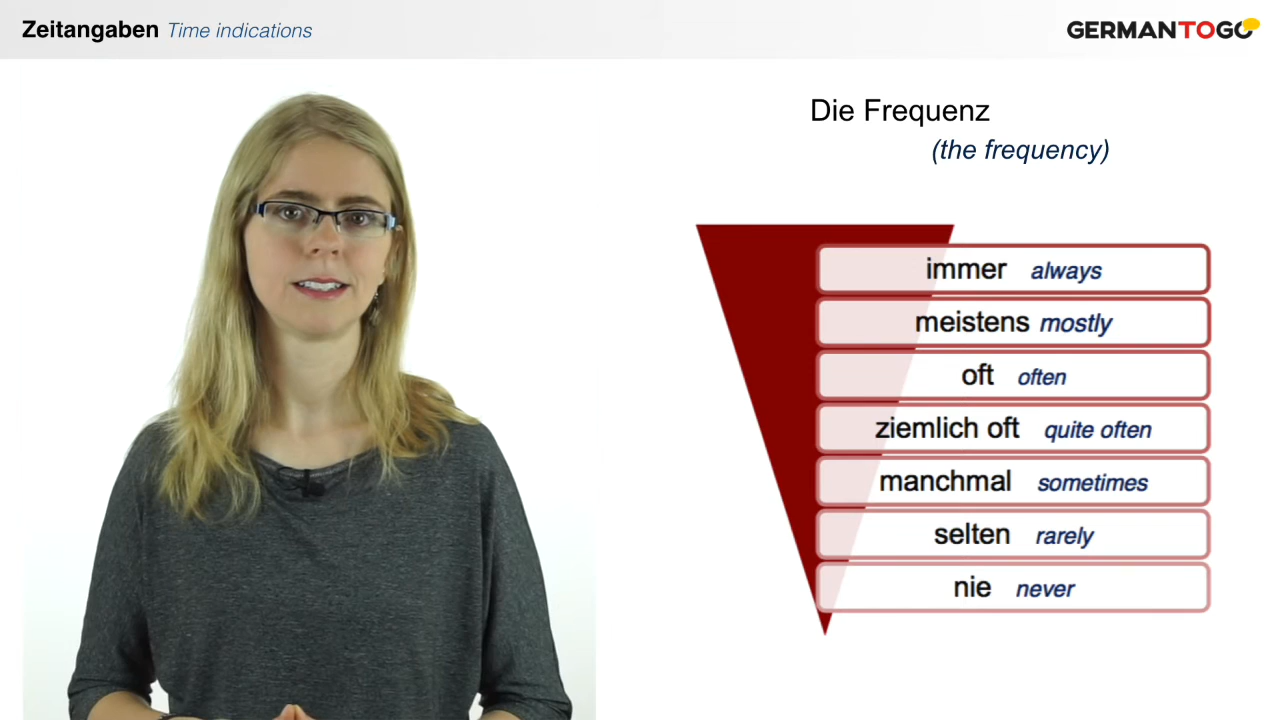 Zeitangaben Time indications
GERMANTOGO
Die Frequenz
(the frequency)
immer always
meistens mostly
oft often
ziemlich oft quite often
manchmal sometimes
selten rarely
nie never